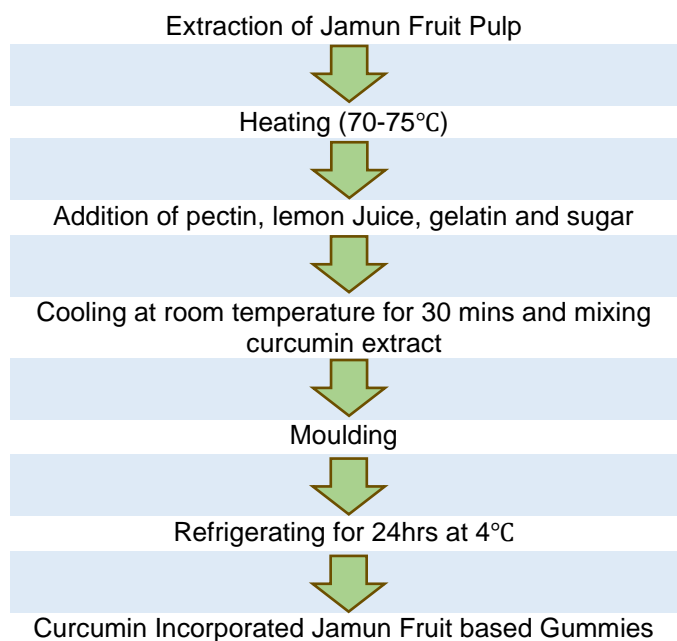 Extraction of Jamun Fruit Pulp
Heating (70-75℃)
Addition of pectin, lemon Juice, gelatin and sugar
Cooling at room temperature for 30 mins and mixing
curcumin extract
Moulding
Refrigerating for 24hrs at 4℃
Curcumin Incorporated Jamun Fruit based Gummies